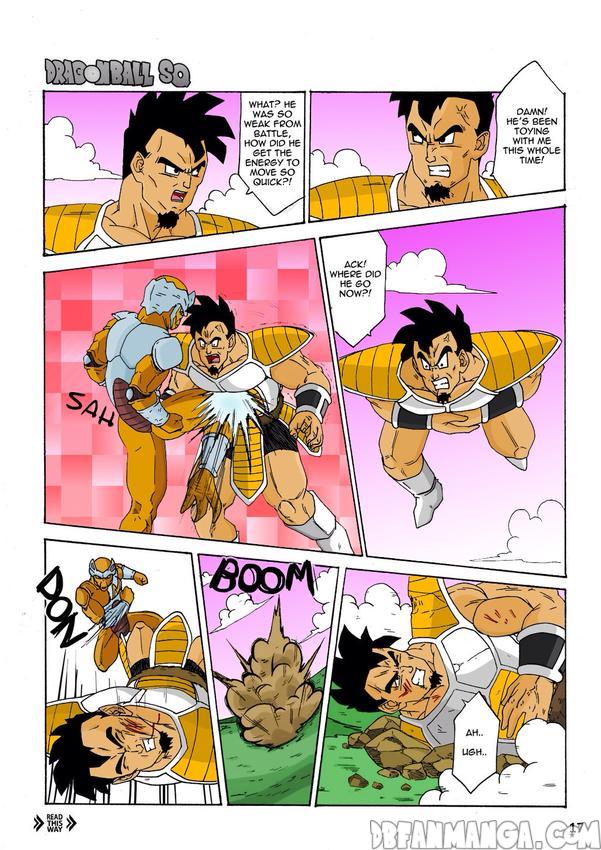 DRAGONBALL SQ
WHAT? HE
WAS SO
WEAK FROM
BATTLE,
HOW DID HE
GET THE
ENERGY TO
MOVE SO
QUICK?!
DAMN!
HE'S BEEN
TOYING
WITH ME
THIS WHOLE
TIME!
SAH
ACK!
WHERE DID
HE GO
NOW?!
DON
BOOM
AH..
UGH..
READ
THIS
WAY
17
DBFANMANGA.COM